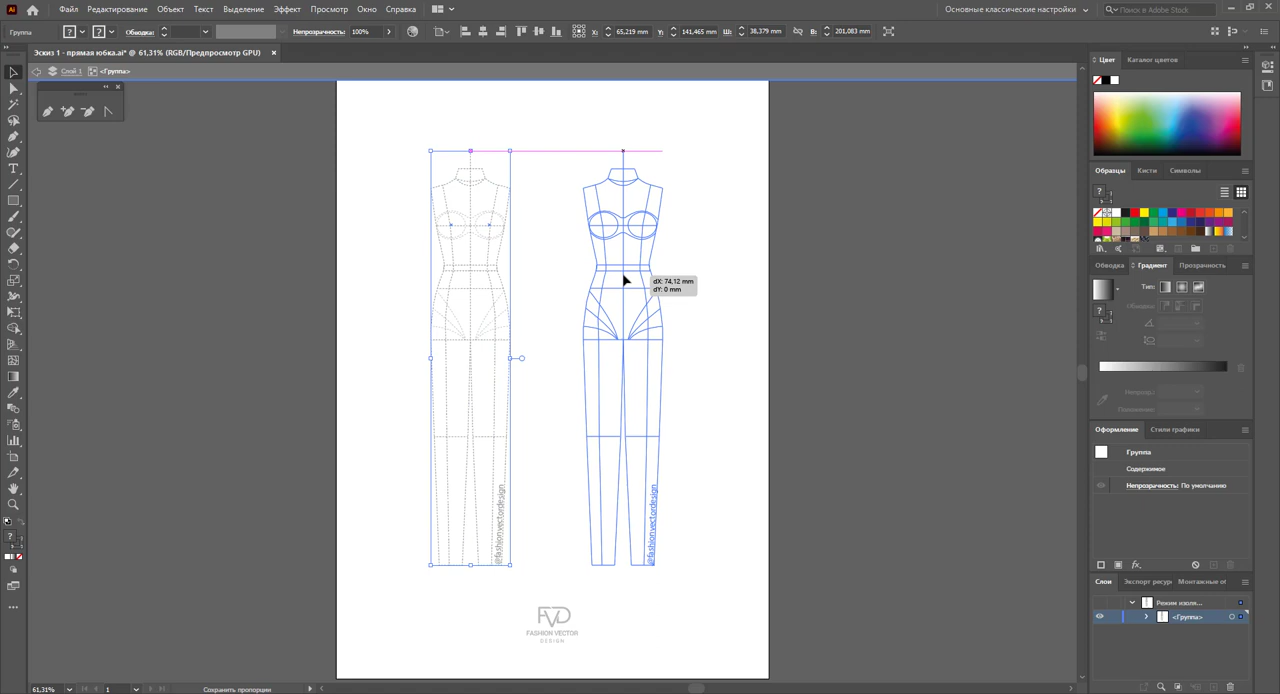 Ai Файл Редактирование Объект Текст Выделение Эффект Просмотр Окно Справка Основные классические настройки Поиск в Adobe Stock
Группа ? ? Обводка: Непрозрачность: 100% X: 65,219 mm Y: 141,465 mm Ш: 38,379 mm В: 201,083 mm
Эскиз 1 - прямая юбка.ai* @ 61,31% (RGB/Предпросмотр GPU)
Слой 1 <Группа>
Цвет Каталог цветов
Образцы Кисти Символы
Обводка Градиент Прозрачность
Тип:
Обводка:
dX: 74,12 mm
dY: 0 mm
Оформление Стили графики
Группа
Содержимое
Непрозрачность: По умолчанию
@fashionvectordesign
@fashionvectordesign
FVD
FASHION VECTOR
DESIGN
fx
Слои Экспорт ресур Монтажные об
Режим изоля...
<Группа>
61,31% 1 Сохранить пропорции